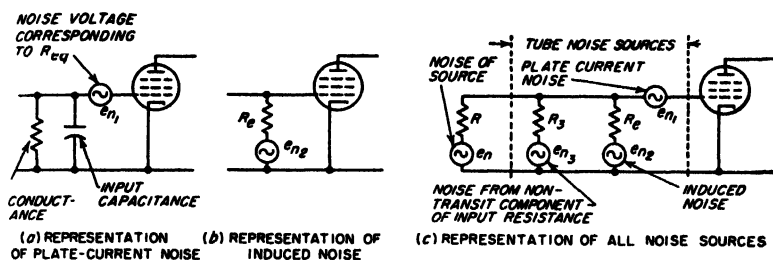 NOISE VOLTAGE
CORRESPONDING
TO Req
en1
CONDUCT-
ANCE
INPUT
CAPACITANCE
(a) REPRESENTATION
OF PLATE-CURRENT NOISE
Re
en2
(b) REPRESENTATION OF
INDUCED NOISE
TUBE NOISE SOURCES
NOISE OF
SOURCE
PLATE CURRENT
NOISE
en1
R
R3
Re
en
en3
en2
NOISE FROM NON-
TRANSIT COMPONENT
OF INPUT RESISTANCE
INDUCED
NOISE
(c) REPRESENTATION OF ALL NOISE SOURCES